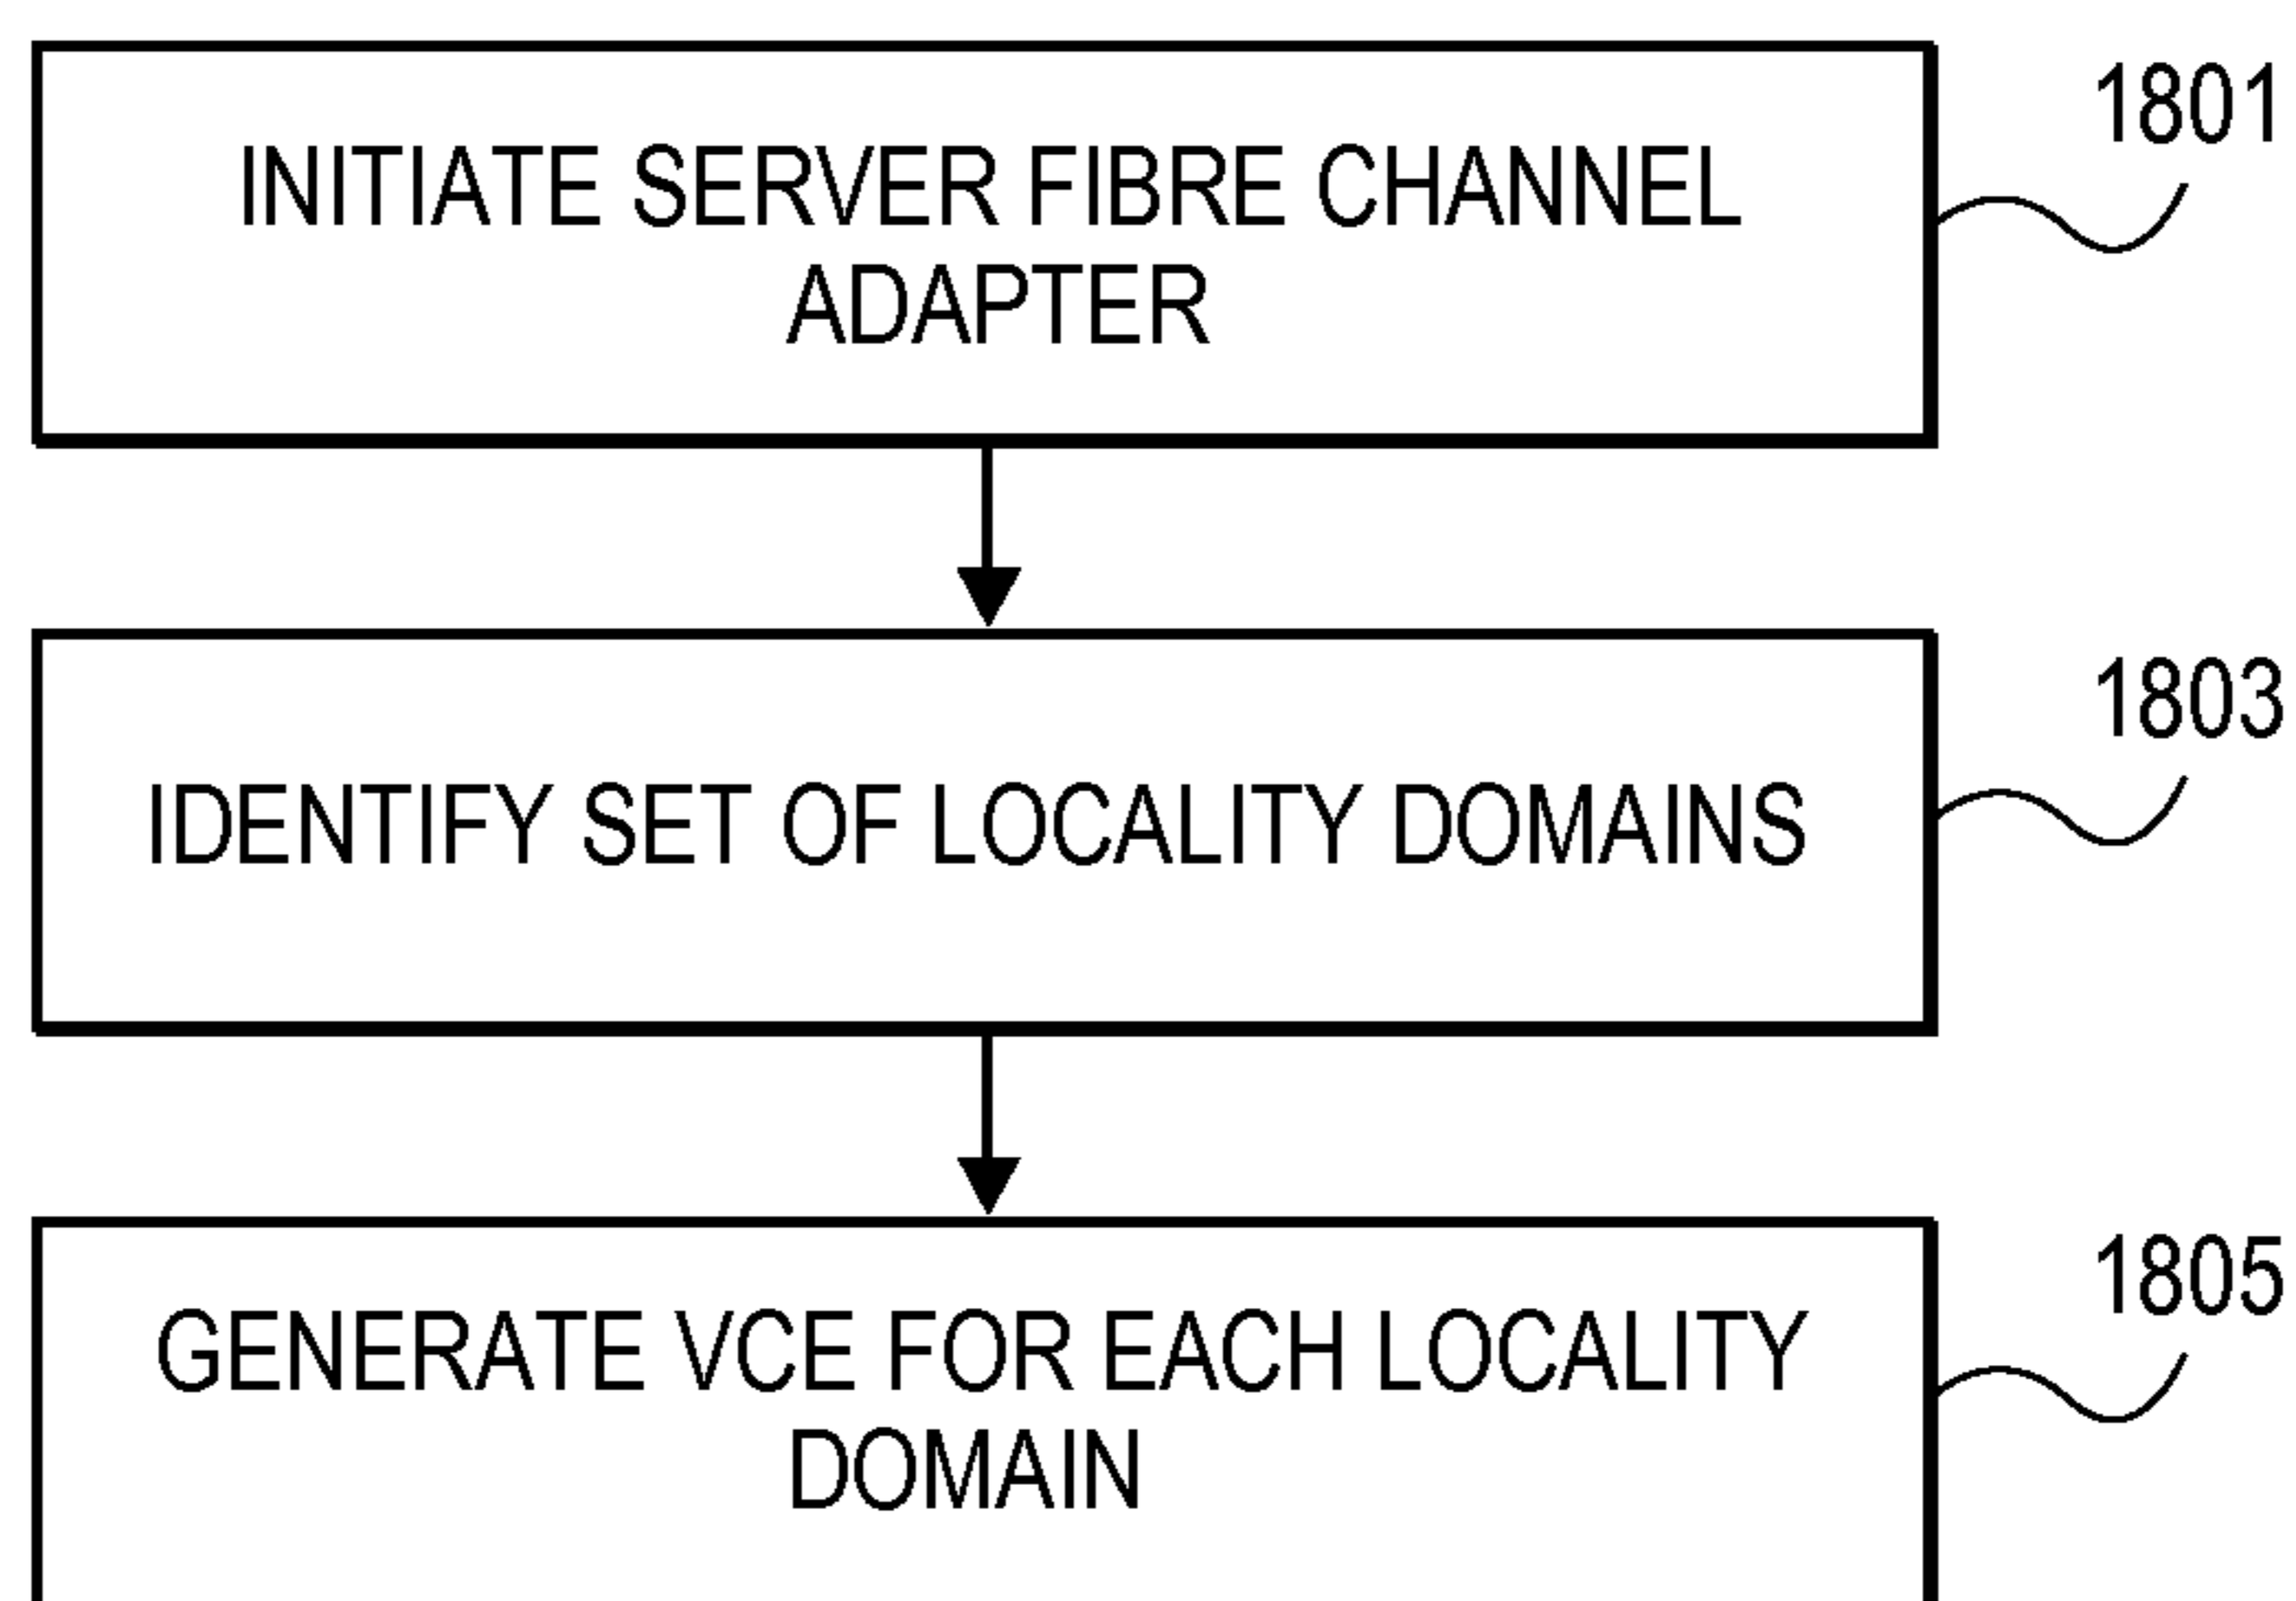 INITIATE SERVER FIBRE CHANNEL
ADAPTER
1801
IDENTIFY SET OF LOCALITY DOMAINS
1803
GENERATE VCE FOR EACH LOCALITY
DOMAIN
1805